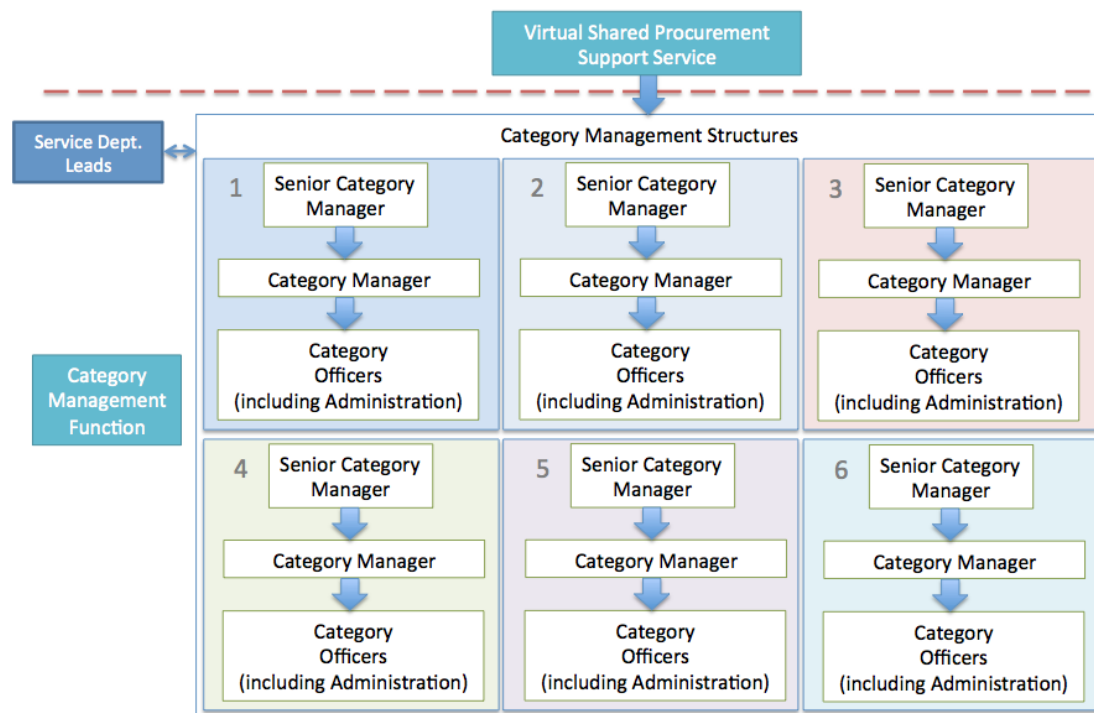 Virtual Shared Procurement
Support Service
Service Dept.
Leads
Category Management Structures
1
Senior Category
Manager
Category Manager
Category
Officers
(including Administration)
2
Senior Category
Manager
Category Manager
Category
Officers
(including Administration)
3
Senior Category
Manager
Category Manager
Category
Officers
(including Administration)
Category
Management
Function
4
Senior Category
Manager
Category Manager
Category
Officers
(including Administration)
5
Senior Category
Manager
Category Manager
Category
Officers
(including Administration)
6
Senior Category
Manager
Category Manager
Category
Officers
(including Administration)